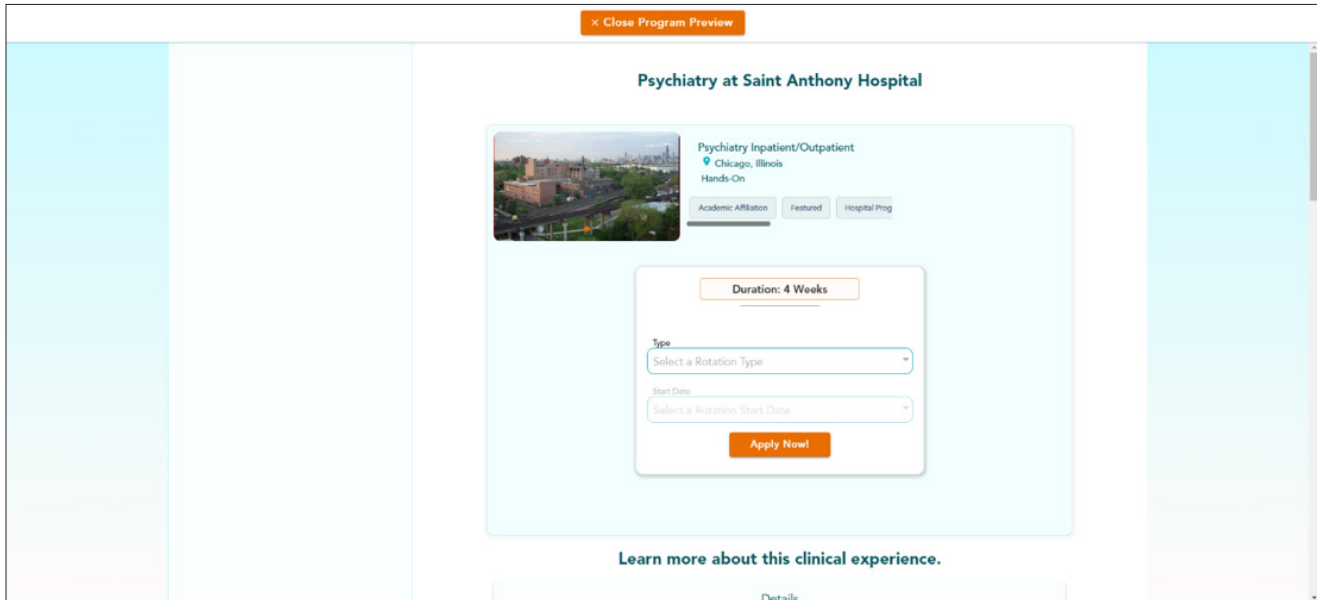 × Close Program Preview
Psychiatry at Saint Anthony Hospital
Psychiatry Inpatient/Outpatient
Chicago, Illinois
Hands-On
Academic Affiliation Featured Hospital Prog
Duration: 4 Weeks
Type
Select a Rotation Type
Start Date
Select a Rotation Start Date
Apply Now!
Learn more about this clinical experience.
Details